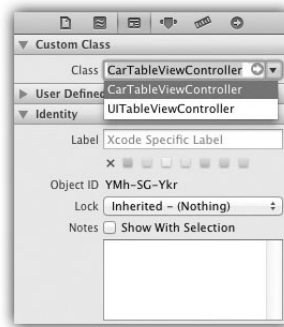 Custom Class
Class CarTableViewController
CarTableViewController
User Defined
UITableViewController
Identity
Label Xcode Specific Label
Object ID YMh-SG-Ykr
Lock Inherited - (Nothing)
Notes Show With Selection